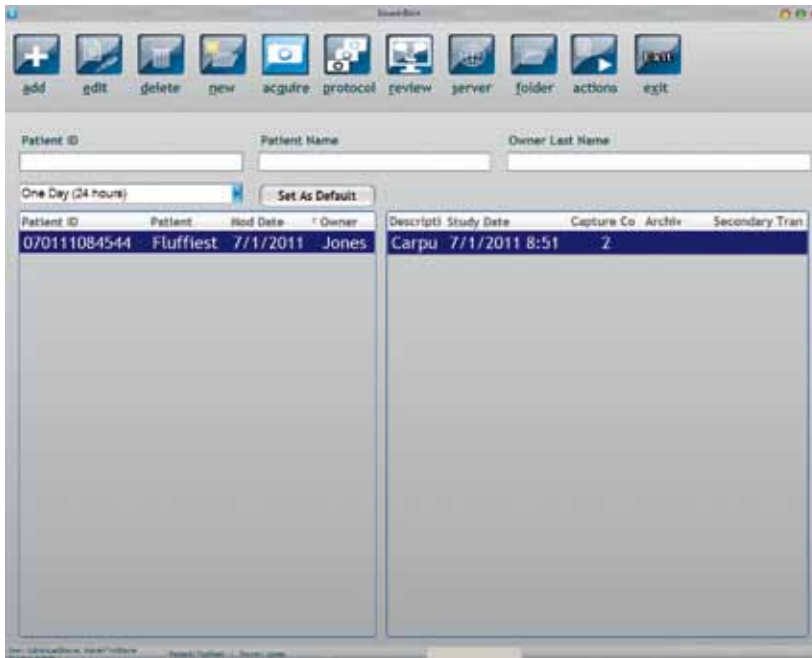 add edit delete new acquire protocol review server folder actions exit
Patient ID Patient Name Owner Last Name
One Day (24 hours) Set As Default
Patient ID Patient Mod Date Owner Descripti Study Date Capture Co Archiv Secondary Tran
070111084544 Fluffiest 7/1/2011 Jones Carpu 7/1/2011 8:51 2